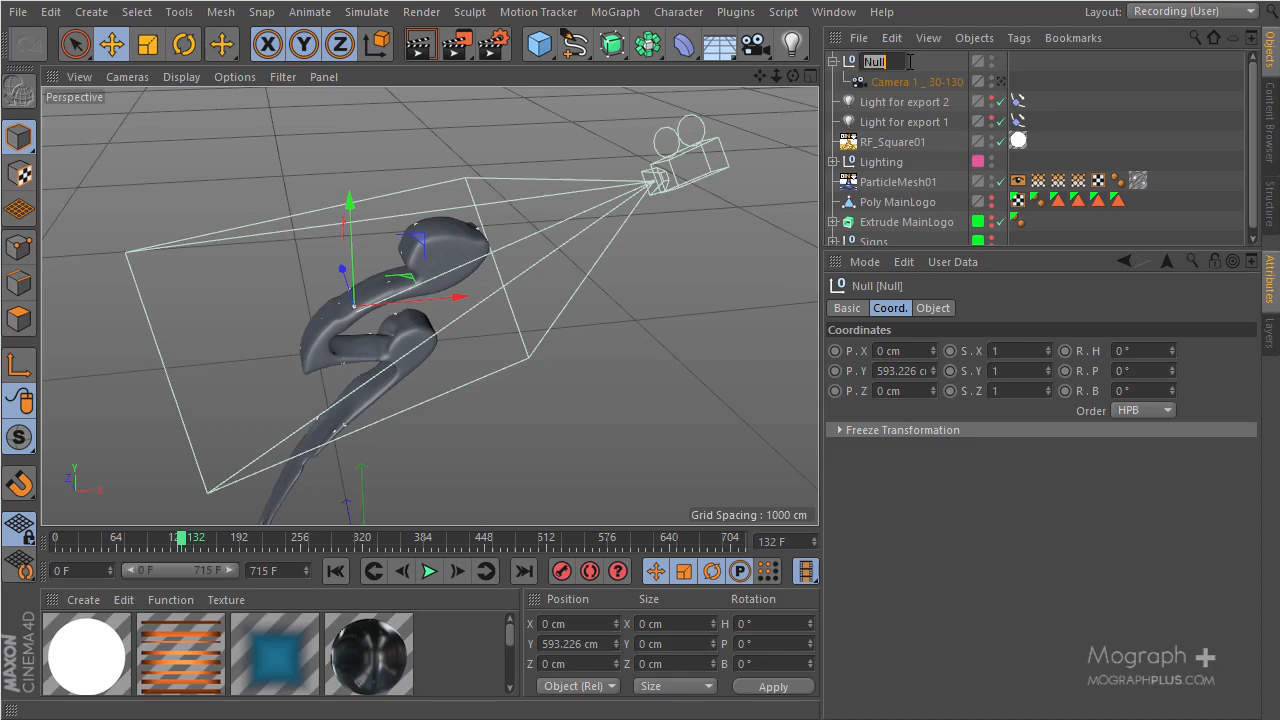 File Edit Create Select Tools Mesh Snap Animate Simulate Render Sculpt Motion Tracker MoGraph Character Plugins Script Window Help
Layout: Recording (User)
X Y Z
File Edit View Objects Tags Bookmarks
Null
Camera 1 _ 30-130
Light for export 2
Light for export 1
RF_Square01
Lighting
ParticleMesh01
Poly MainLogo
Extrude MainLogo
Signs
Objects
Content Browser
Attributes
Layers
View Cameras Display Options Filter Panel
Perspective
Grid Spacing : 1000 cm
Mode Edit User Data
Null [Null]
Basic Coord. Object
Coordinates
P . X 0 cm S . X 1 R . H 0 °
P . Y 593.226 S . Y 1 R . P 0 °
P . Z 0 cm S . Z 1 R . B 0 °
Order HPB
Freeze Transformation
0 64 132 192 256 320 384 448 512 576 640 704 132 F
0 F 0 F 715 F 715 F
Create Edit Function Texture
Position Size Rotation
X 0 cm X 0 cm H 0 °
Y 593.226 cm Y 0 cm P 0 °
Z 0 cm Z 0 cm B 0 °
Object (Rel) Size Apply
MAXON
CINEMA 4D
Mograph +
MOGRAPHPLUS.COM